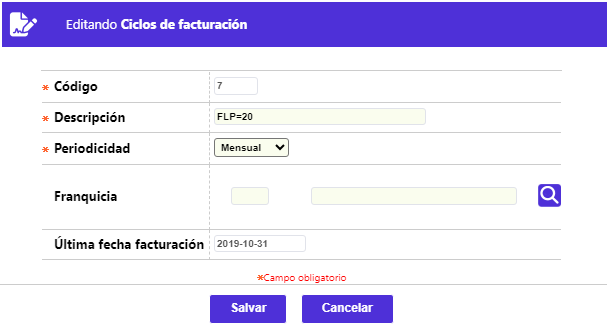 Editando Ciclos de facturación
* Código 7
* Descripción FLP=20
* Periodicidad Mensual
Franquicia
Última fecha facturación 2019-10-31
*Campo obligatorio
Salvar Cancelar